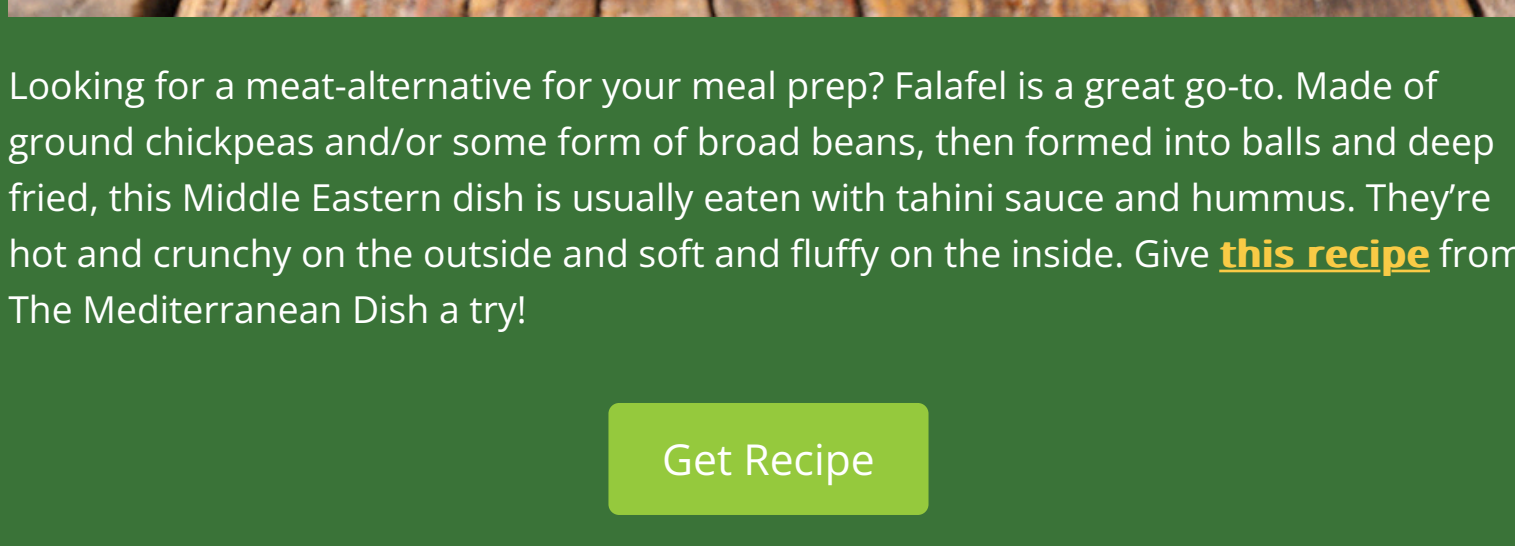 Looking for a meat-alternative for your meal prep? Falafel is a great go-to. Made of
ground chickpeas and/or some form of broad beans, then formed into balls and deep
fried, this Middle Eastern dish is usually eaten with tahini sauce and hummus. They’re
hot and crunchy on the outside and soft and fluffy on the inside. Give this recipe from
The Mediterranean Dish a try!
Get Recipe